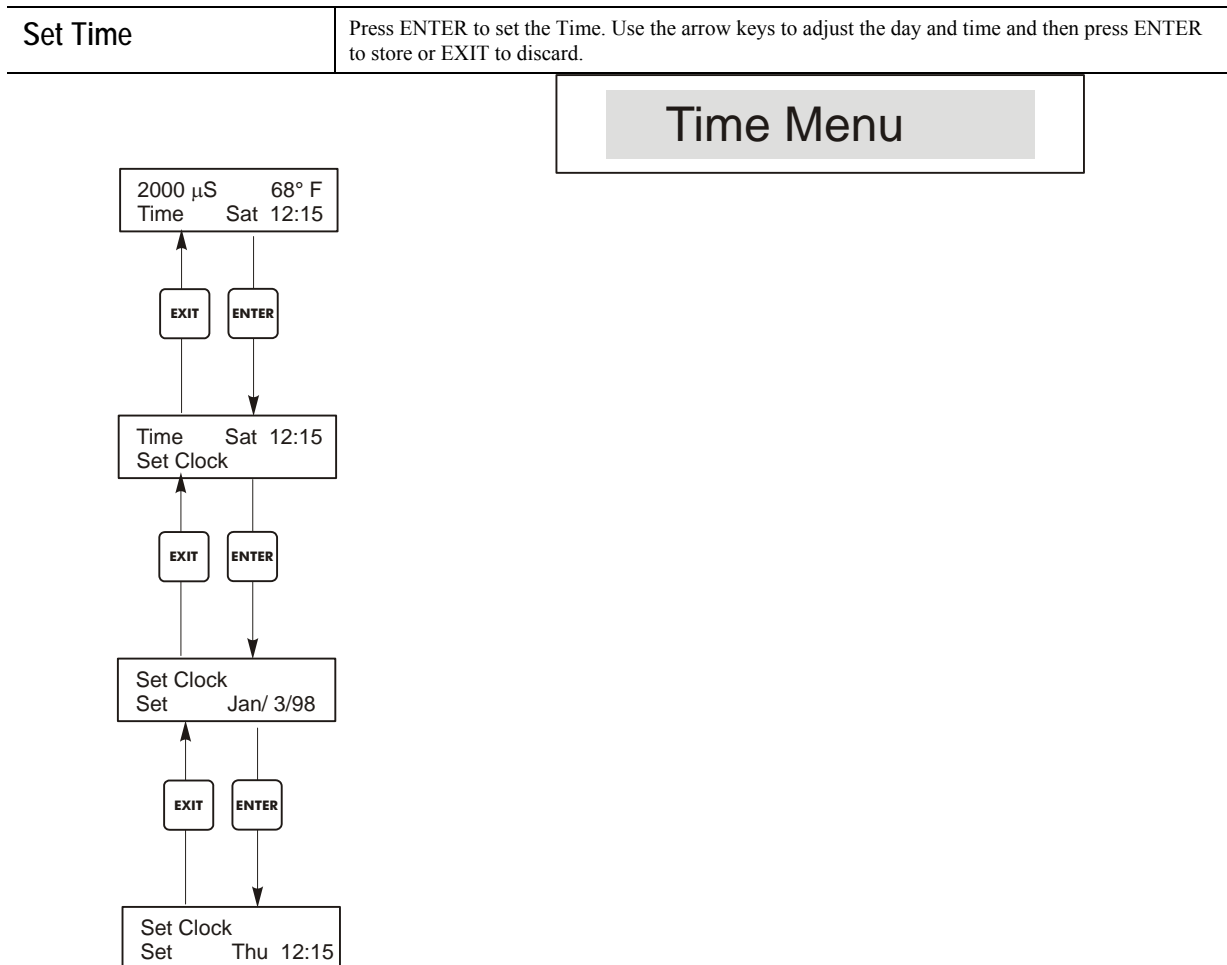 Set Time
Press ENTER to set the Time. Use the arrow keys to adjust the day and time and then press ENTER
to store or EXIT to discard.
Time Menu
2000 μS 68° F
Time Sat 12:15
EXIT ENTER
Time Sat 12:15
Set Clock
EXIT ENTER
Set Clock
Set Jan/ 3/98
EXIT ENTER
Set Clock
Set Thu 12:15